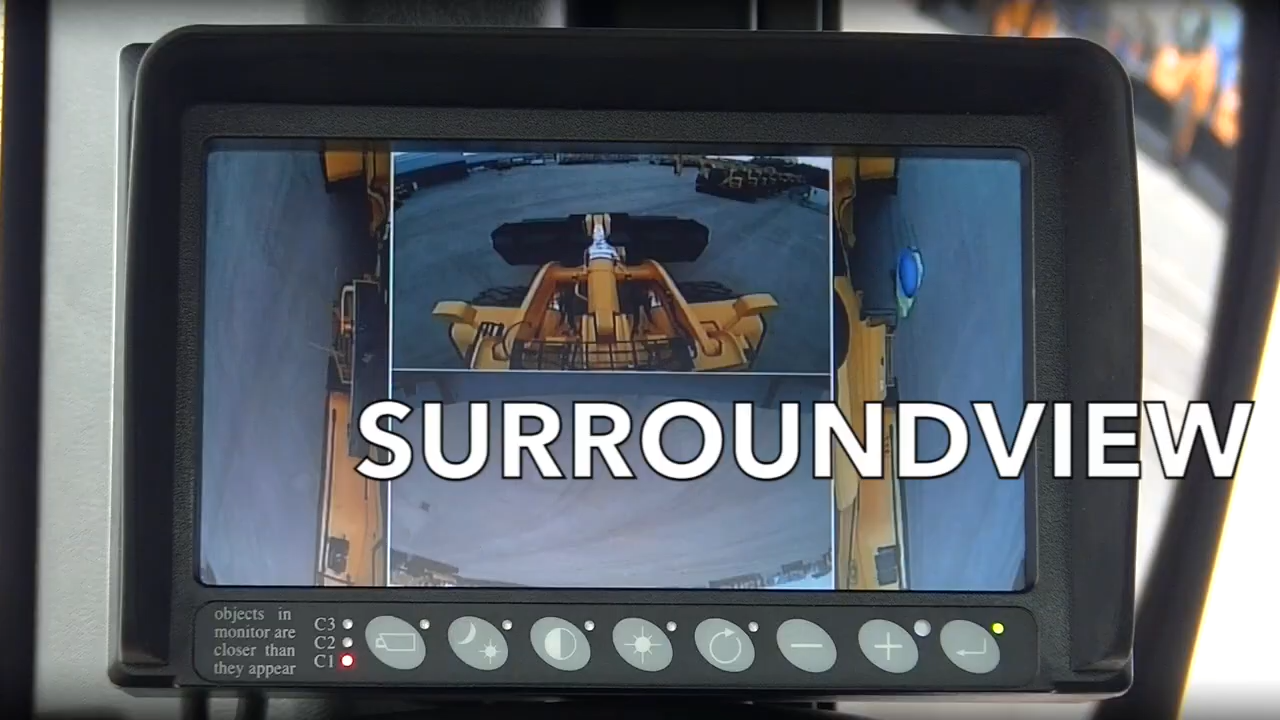 SURROUNDVIEW
objects in
monitor are
closer than
they appear
C3
C2
C1